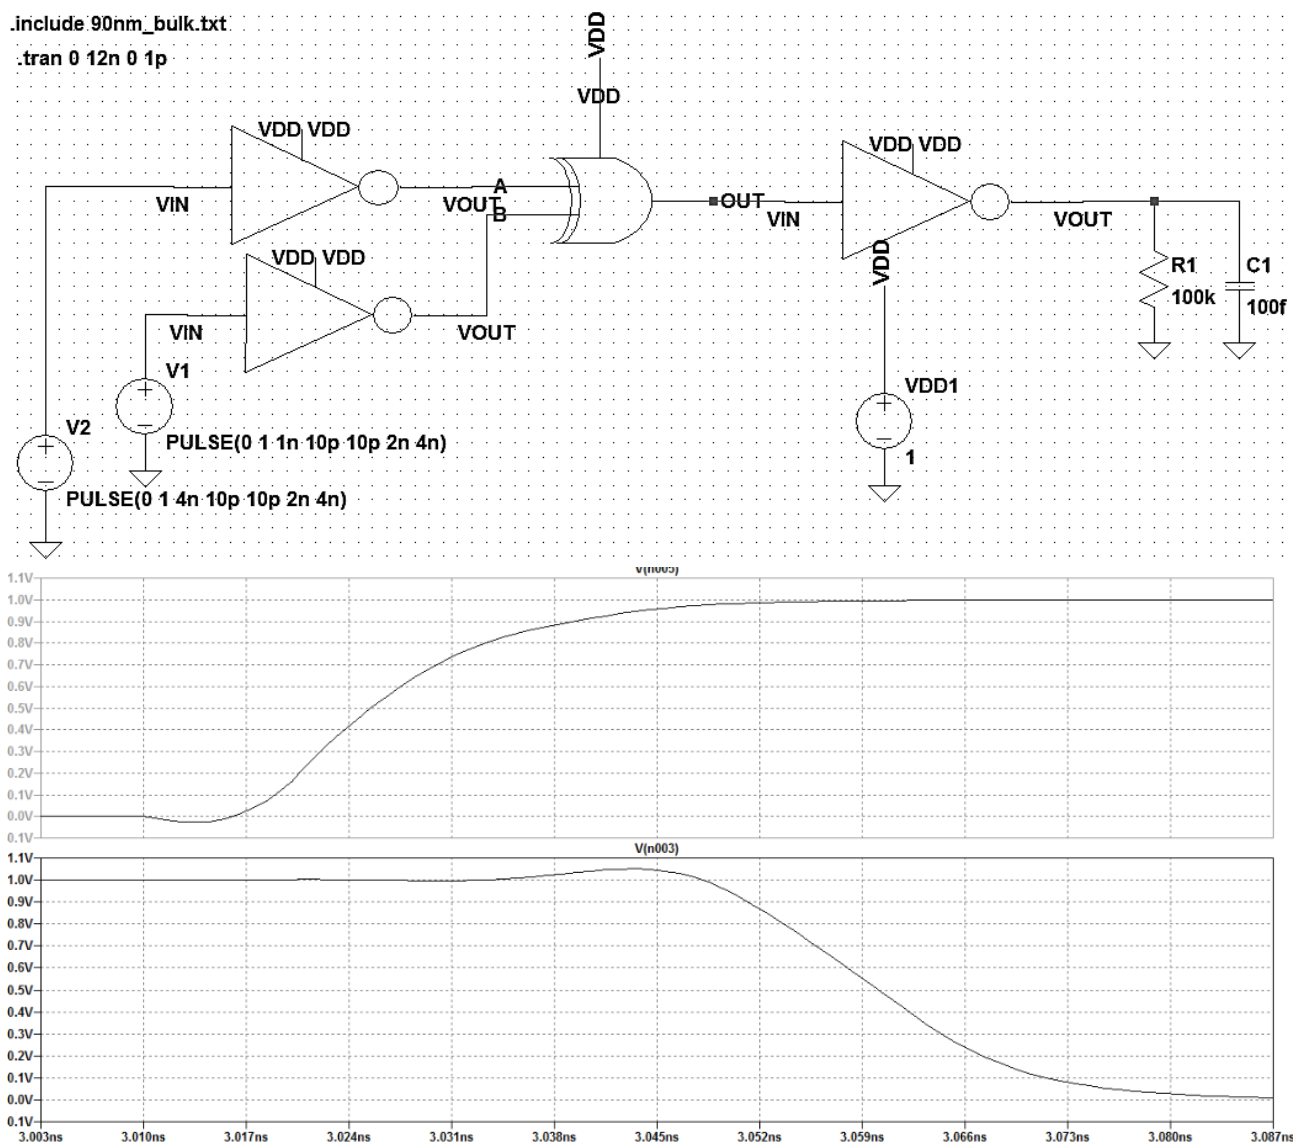 .include 90nm_bulk.txt
.tran 0 12n 0 1p
VDD
VDD
VDD VDD
VIN
VOUT
A
B
VDD VDD
VIN
VOUT
OUT
VIN
VDD VDD
VOUT
VDD
R1
100k
C1
100f
V1
PULSE(0 1 1n 10p 10p 2n 4n)
V2
PULSE(0 1 4n 10p 10p 2n 4n)
VDD1
1
V(n005)
1.1V
1.0V
0.9V
0.8V
0.7V
0.6V
0.5V
0.4V
0.3V
0.2V
0.1V
0.0V
0.1V
V(n003)
1.1V
1.0V
0.9V
0.8V
0.7V
0.6V
0.5V
0.4V
0.3V
0.2V
0.1V
0.0V
0.1V
3.003ns 3.010ns 3.017ns 3.024ns 3.031ns 3.038ns 3.045ns 3.052ns 3.059ns 3.066ns 3.073ns 3.080ns